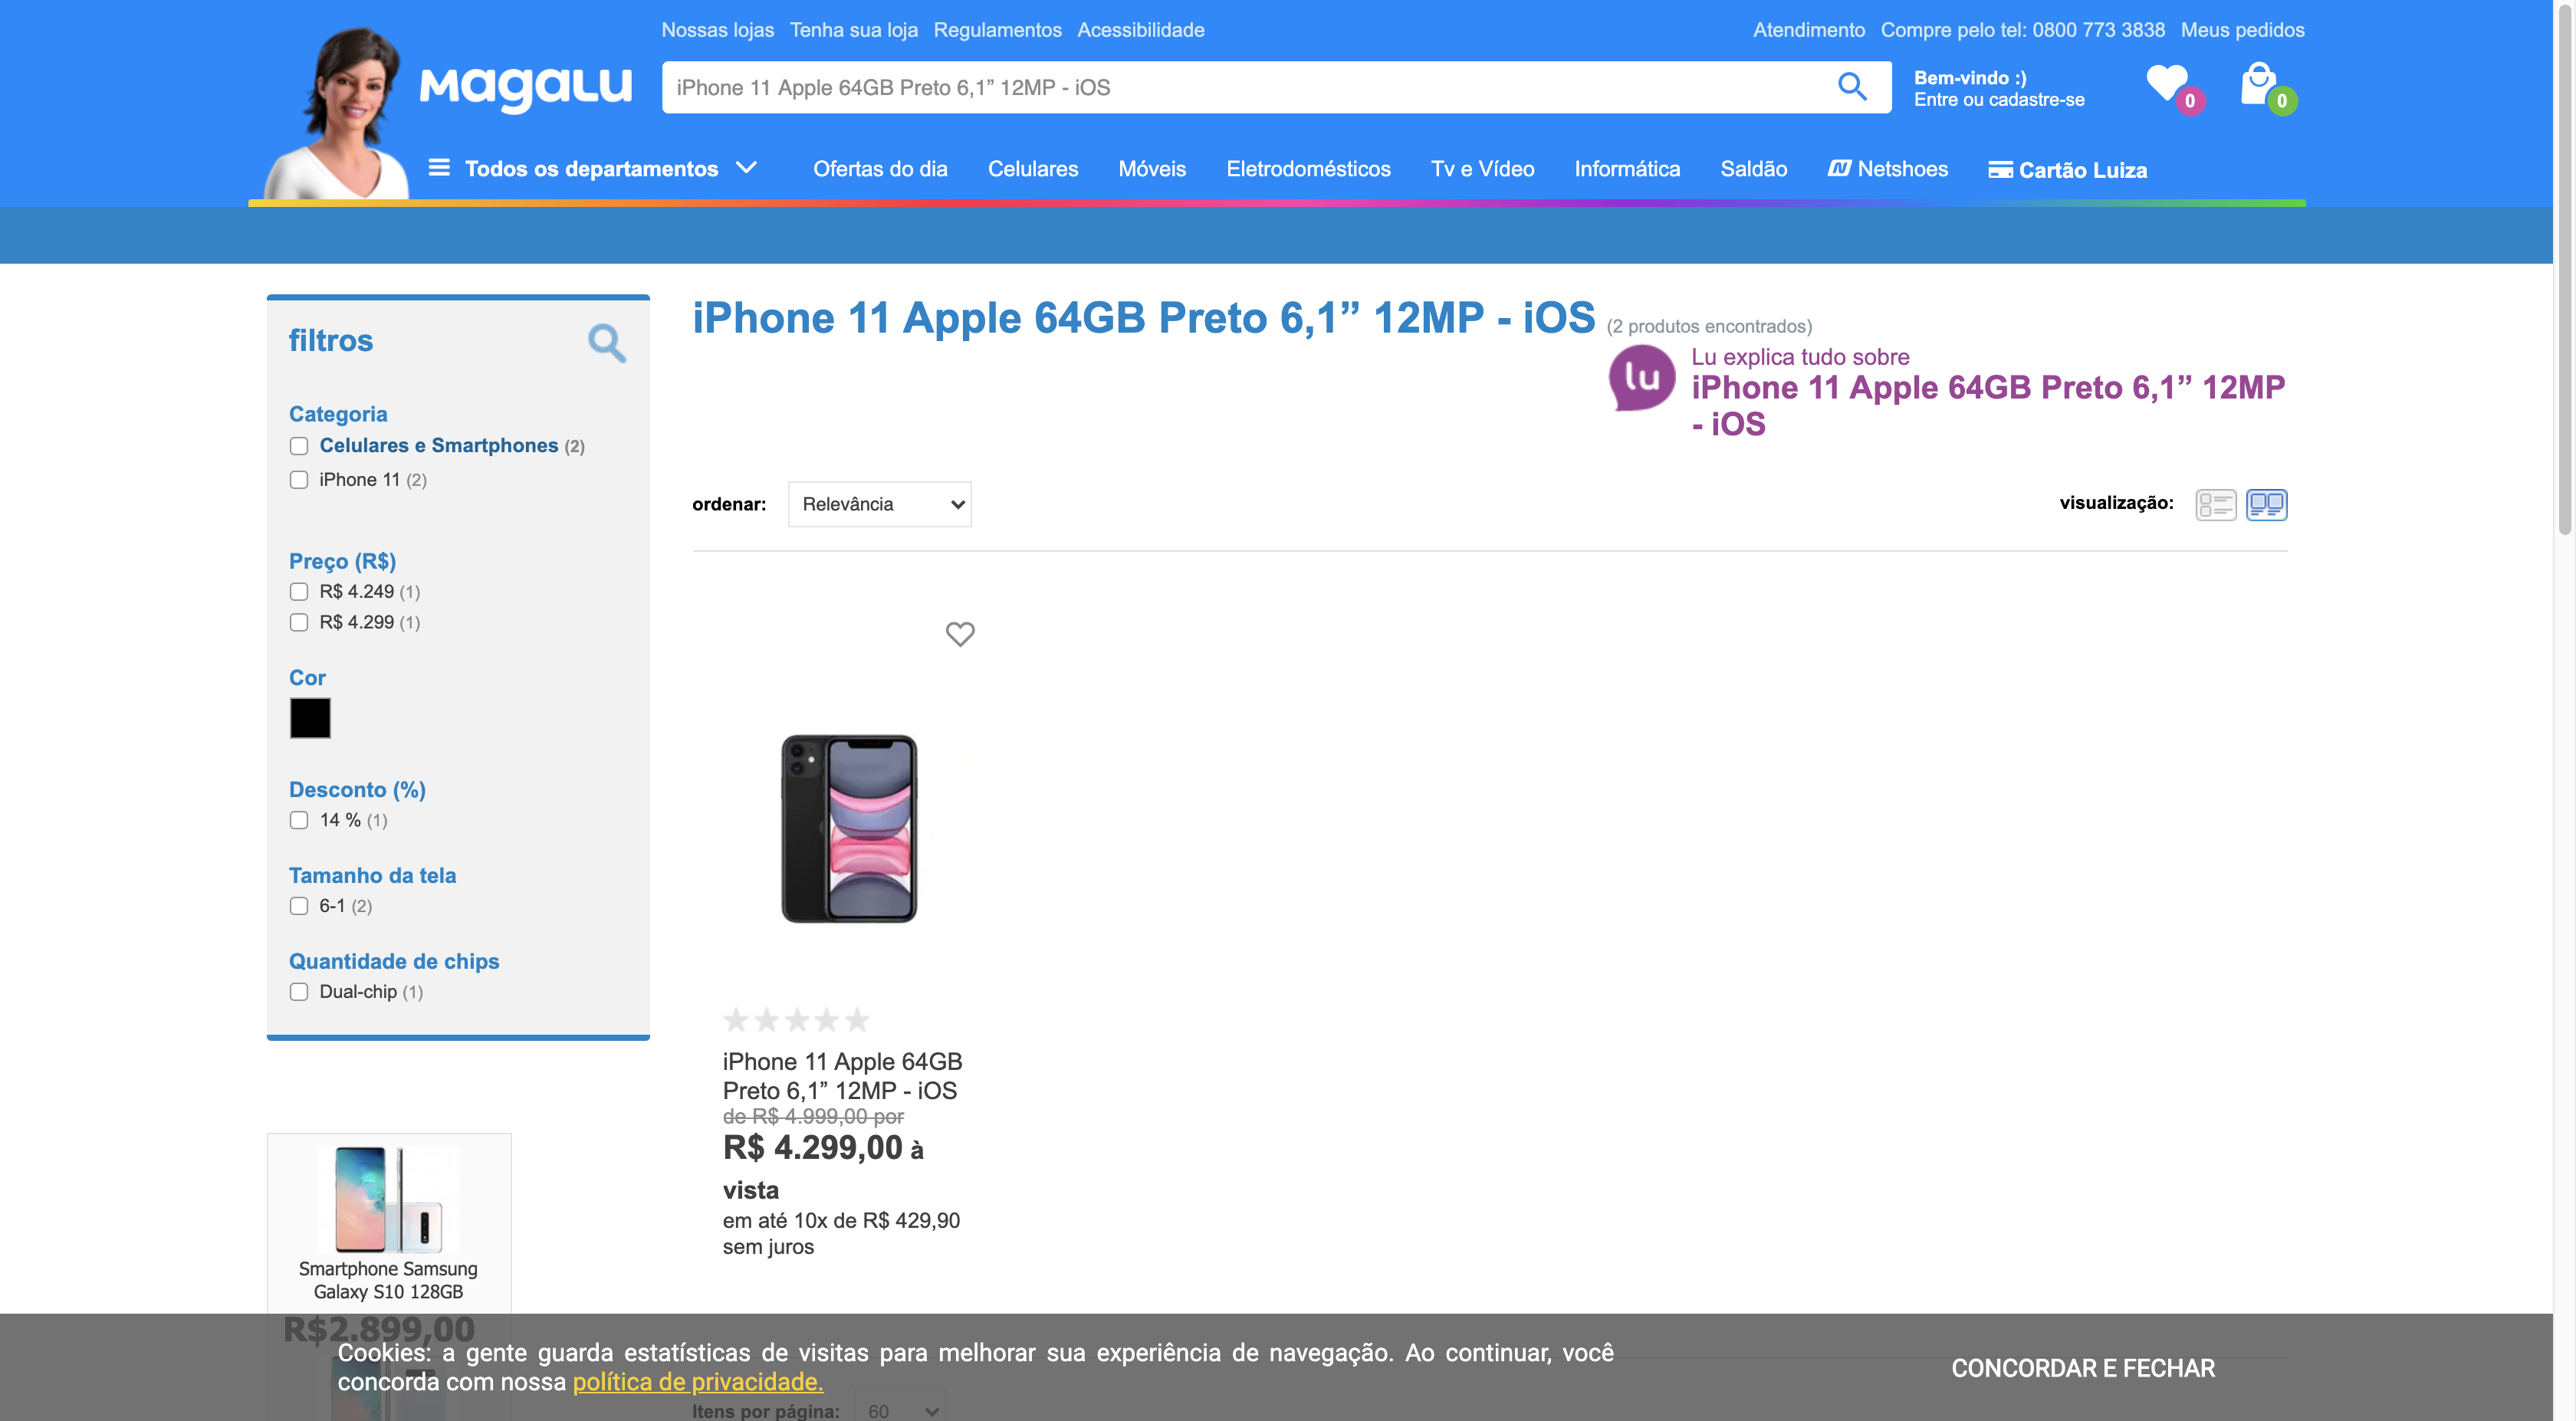 Nossas lojas Tenha sua loja Regulamentos Acessibilidade
Atendimento Compre pelo tel: 0800 773 3838 Meus pedidos
MagaLu
iPhone 11 Apple 64GB Preto 6,1” 12MP - iOS
Bem-vindo :)
Entre ou cadastre-se
0
0
Todos os departamentos
Ofertas do dia
Celulares
Móveis
Eletrodomésticos
Tv e Vídeo
Informática
Saldão
N Netshoes
Cartão Luiza
filtros
Categoria
Celulares e Smartphones (2)
iPhone 11 (2)
Preço (R$)
R$ 4.249 (1)
R$ 4.299 (1)
Cor
Desconto (%)
14 % (1)
Tamanho da tela
6-1 (2)
Quantidade de chips
Dual-chip (1)
Smartphone Samsung
Galaxy S10 128GB
R$2.899,00
iPhone 11 Apple 64GB Preto 6,1” 12MP - iOS (2 produtos encontrados)
lu
Lu explica tudo sobre
iPhone 11 Apple 64GB Preto 6,1” 12MP
- iOS
ordenar: Relevância
visualização:
iPhone 11 Apple 64GB
Preto 6,1” 12MP - iOS
de R$ 4.999,00 por
R$ 4.299,00 à
vista
em até 10x de R$ 429,90
sem juros
Cookies: a gente guarda estatísticas de visitas para melhorar sua experiência de navegação. Ao continuar, você
concorda com nossa política de privacidade.
CONCORDAR E FECHAR
Itens por página: 60